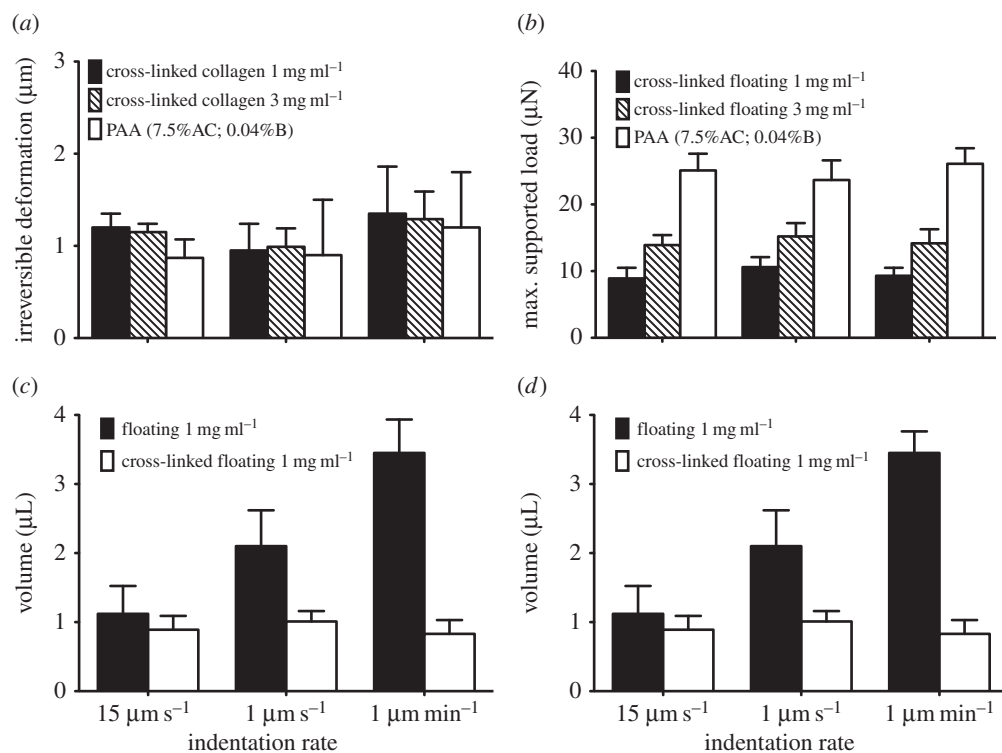 (a)
3
2
1
0
irreversible deformation (μm)
cross-linked collagen 1 mg ml⁻¹
cross-linked collagen 3 mg ml⁻¹
PAA (7.5%AC; 0.04%B)
(b)
40
30
20
10
0
max. supported load (μN)
cross-linked floating 1 mg ml⁻¹
cross-linked floating 3 mg ml⁻¹
PAA (7.5%AC; 0.04%B)
(c)
4
3
2
1
0
volume (μL)
floating 1 mg ml⁻¹
cross-linked floating 1 mg ml⁻¹
15 μm s⁻¹ 1 μm s⁻¹ 1 μm min⁻¹
indentation rate
(d)
4
3
2
1
0
volume (μL)
floating 1 mg ml⁻¹
cross-linked floating 1 mg ml⁻¹
15 μm s⁻¹ 1 μm s⁻¹ 1 μm min⁻¹
indentation rate